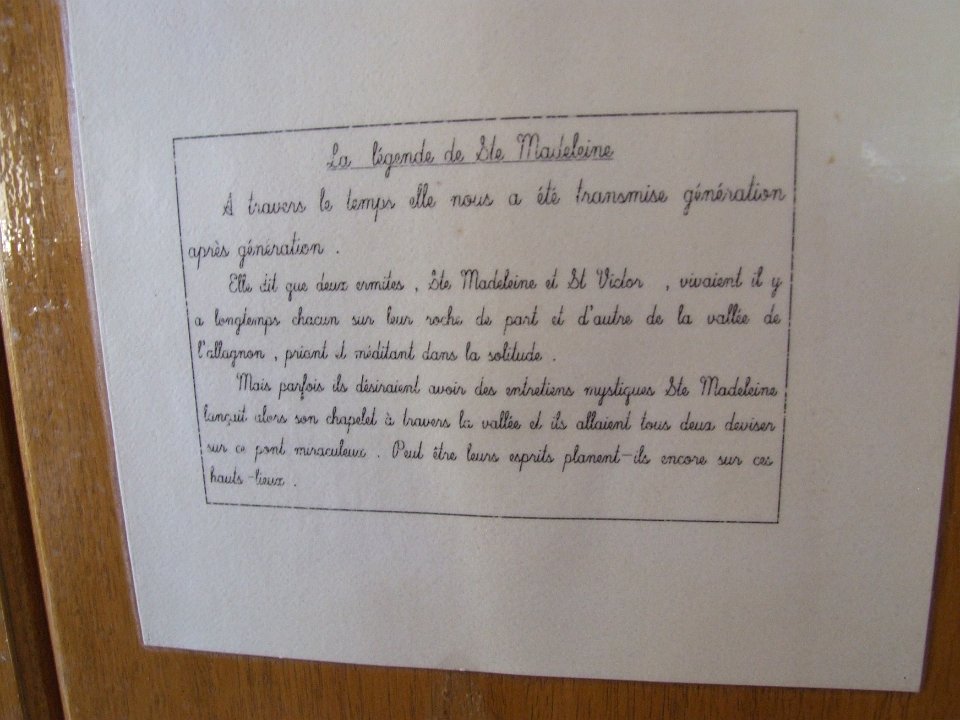 La légende de Ste Madeleine
A travers le temps elle nous a été transmise génération
après génération .
Elle dit que deux ermites , Ste Madeleine et St Victor , vivaient il y
a longtemps chacun sur leur roche de part et d'autre de la vallée de
l'allagnon , priant et méditant dans la solitude .
Mais parfois ils désiraient avoir des entretiens mystiques Ste Madeleine
lançait alors son chapelet à travers la vallée et ils allaient tous deux deviser
sur ce pont miraculeux . Peut être leurs esprits planent-ils encore sur ces
hauts-lieux .